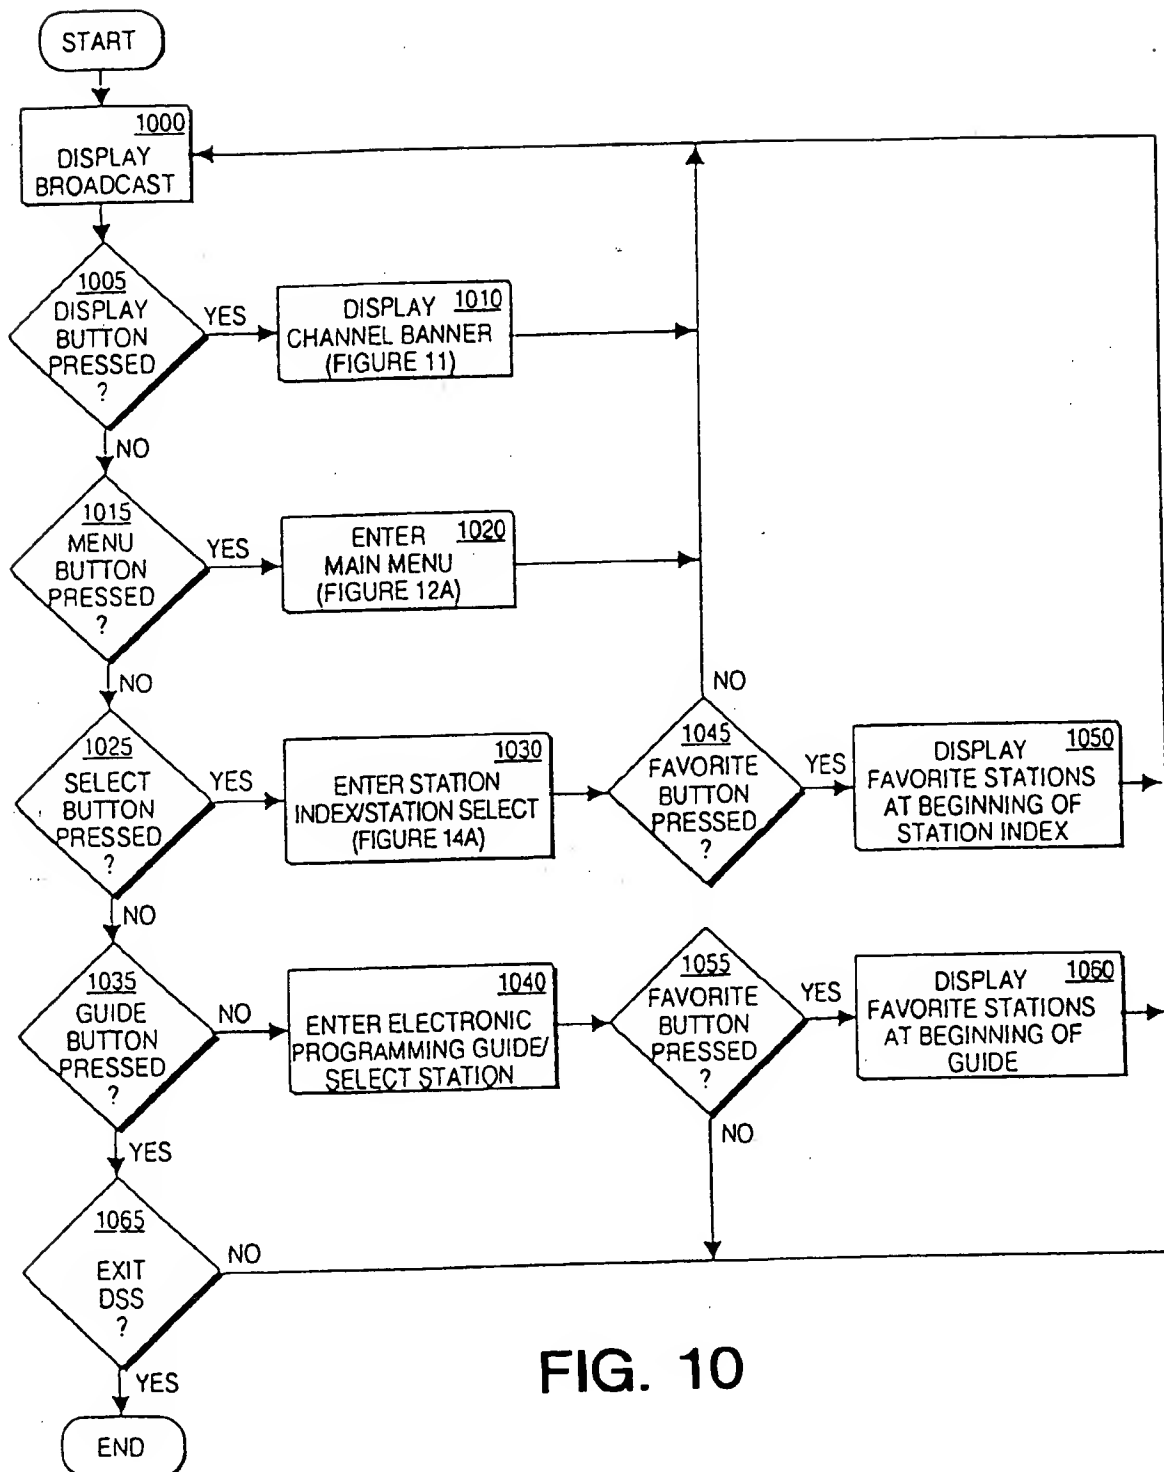 START
1000
DISPLAY
BROADCAST
1005
DISPLAY
BUTTON
PRESSED
?
YES
DISPLAY 1010
CHANNEL BANNER
(FIGURE 11)
NO
1015
MENU
BUTTON
PRESSED
?
YES
ENTER 1020
MAIN MENU
(FIGURE 12A)
NO
1025
SELECT
BUTTON
PRESSED
?
YES
1030
ENTER STATION
INDEX/STATION SELECT
(FIGURE 14A)
NO
1045
FAVORITE
BUTTON
PRESSED
?
YES
DISPLAY 1050
FAVORITE STATIONS
AT BEGINNING OF
STATION INDEX
NO
1035
GUIDE
BUTTON
PRESSED
?
NO
1040
ENTER ELECTRONIC
PROGRAMMING GUIDE/
SELECT STATION
1055
FAVORITE
BUTTON
PRESSED
?
YES
DISPLAY 1060
FAVORITE STATIONS
AT BEGINNING OF
GUIDE
NO
YES
1065
EXIT
DSS
?
NO
YES
END
FIG. 10